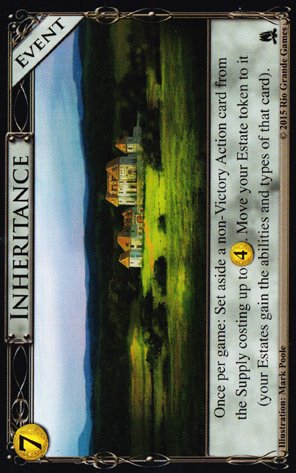 EVENT
INHERITANCE
7
Once per game: Set aside a non-Victory Action card from
the Supply costing up to 4. Move your Estate token to it
(your Estates gain the abilities and types of that card).
Illustration: Mark Poole
© 2015 Rio Grande Games